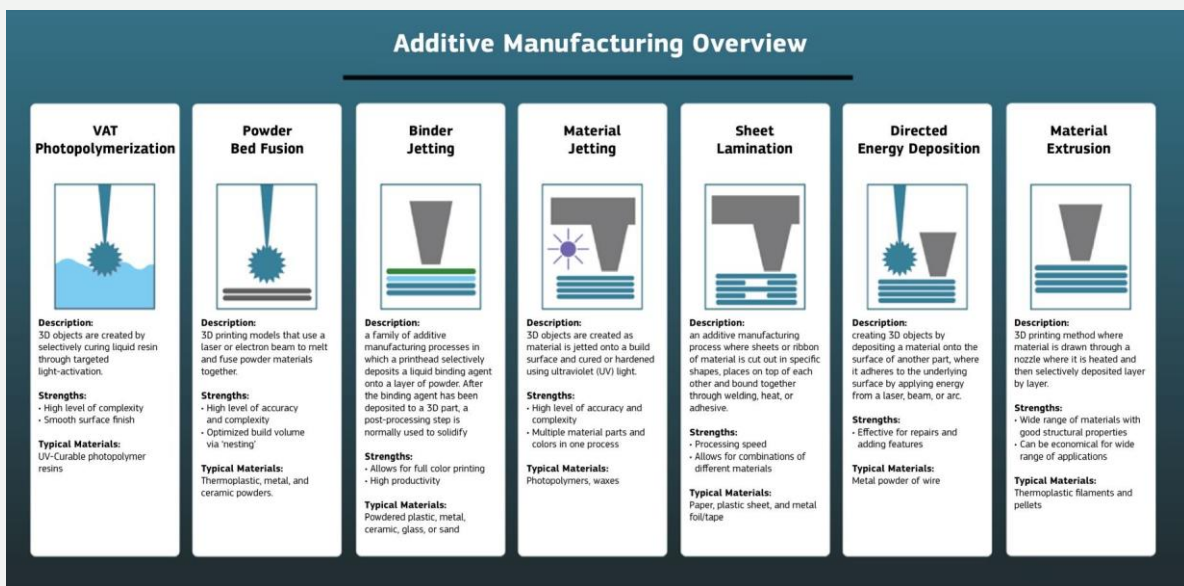 Additive Manufacturing Overview
VAT
Photopolymerization
Description:
3D objects are created by
selectively curing liquid resin
through targeted
light-activation.
Strengths:
• High level of complexity
• Smooth surface finish
Typical Materials:
UV-Curable photopolymer
resins
Powder
Bed Fusion
Description:
3D printing models that use a
laser or electron beam to melt
and fuse powder materials
together.
Strengths:
• High level of accuracy
and complexity
• Optimized build volume
via 'nesting'
Typical Materials:
Thermoplastic, metal, and
ceramic powders.
Binder
Jetting
Description:
a family of additive
manufacturing processes in
which a printhead selectively
deposits a liquid binding agent
onto a layer of powder. After
the binding agent has been
deposited to a 3D part, a
post-processing step is
normally used to solidify
Strengths:
• Allows for full color printing
• High productivity
Typical Materials:
Powdered plastic, metal,
ceramic, glass, or sand
Material
Jetting
Description:
3D objects are created as
material is jetted onto a build
surface and cured or hardened
using ultraviolet (UV) light.
Strengths:
• High level of accuracy and
complexity
• Multiple material parts and
colors in one process
Typical Materials:
Photopolymers, waxes
Sheet
Lamination
Description:
an additive manufacturing
process where sheets or ribbon
of material is cut out in specific
shapes, places on top of each
other and bound together
through welding, heat, or
adhesive.
Strengths:
• Processing speed
• Allows for combinations of
different materials
Typical Materials:
Paper, plastic sheet, and metal
foil/tape
Directed
Energy Deposition
Description:
creating 3D objects by
depositing a material onto the
surface of another part, where
it adheres to the underlying
surface by applying energy
from a laser, beam, or arc.
Strengths:
• Effective for repairs and
adding features
Typical Materials:
Metal powder of wire
Material
Extrusion
Description:
3D printing method where
material is drawn through a
nozzle where it is heated and
then selectively deposited layer
by layer.
Strengths:
• Wide range of materials with
good structural properties
• Can be economical for wide
range of applications
Typical Materials:
Thermoplastic filaments and
pellets